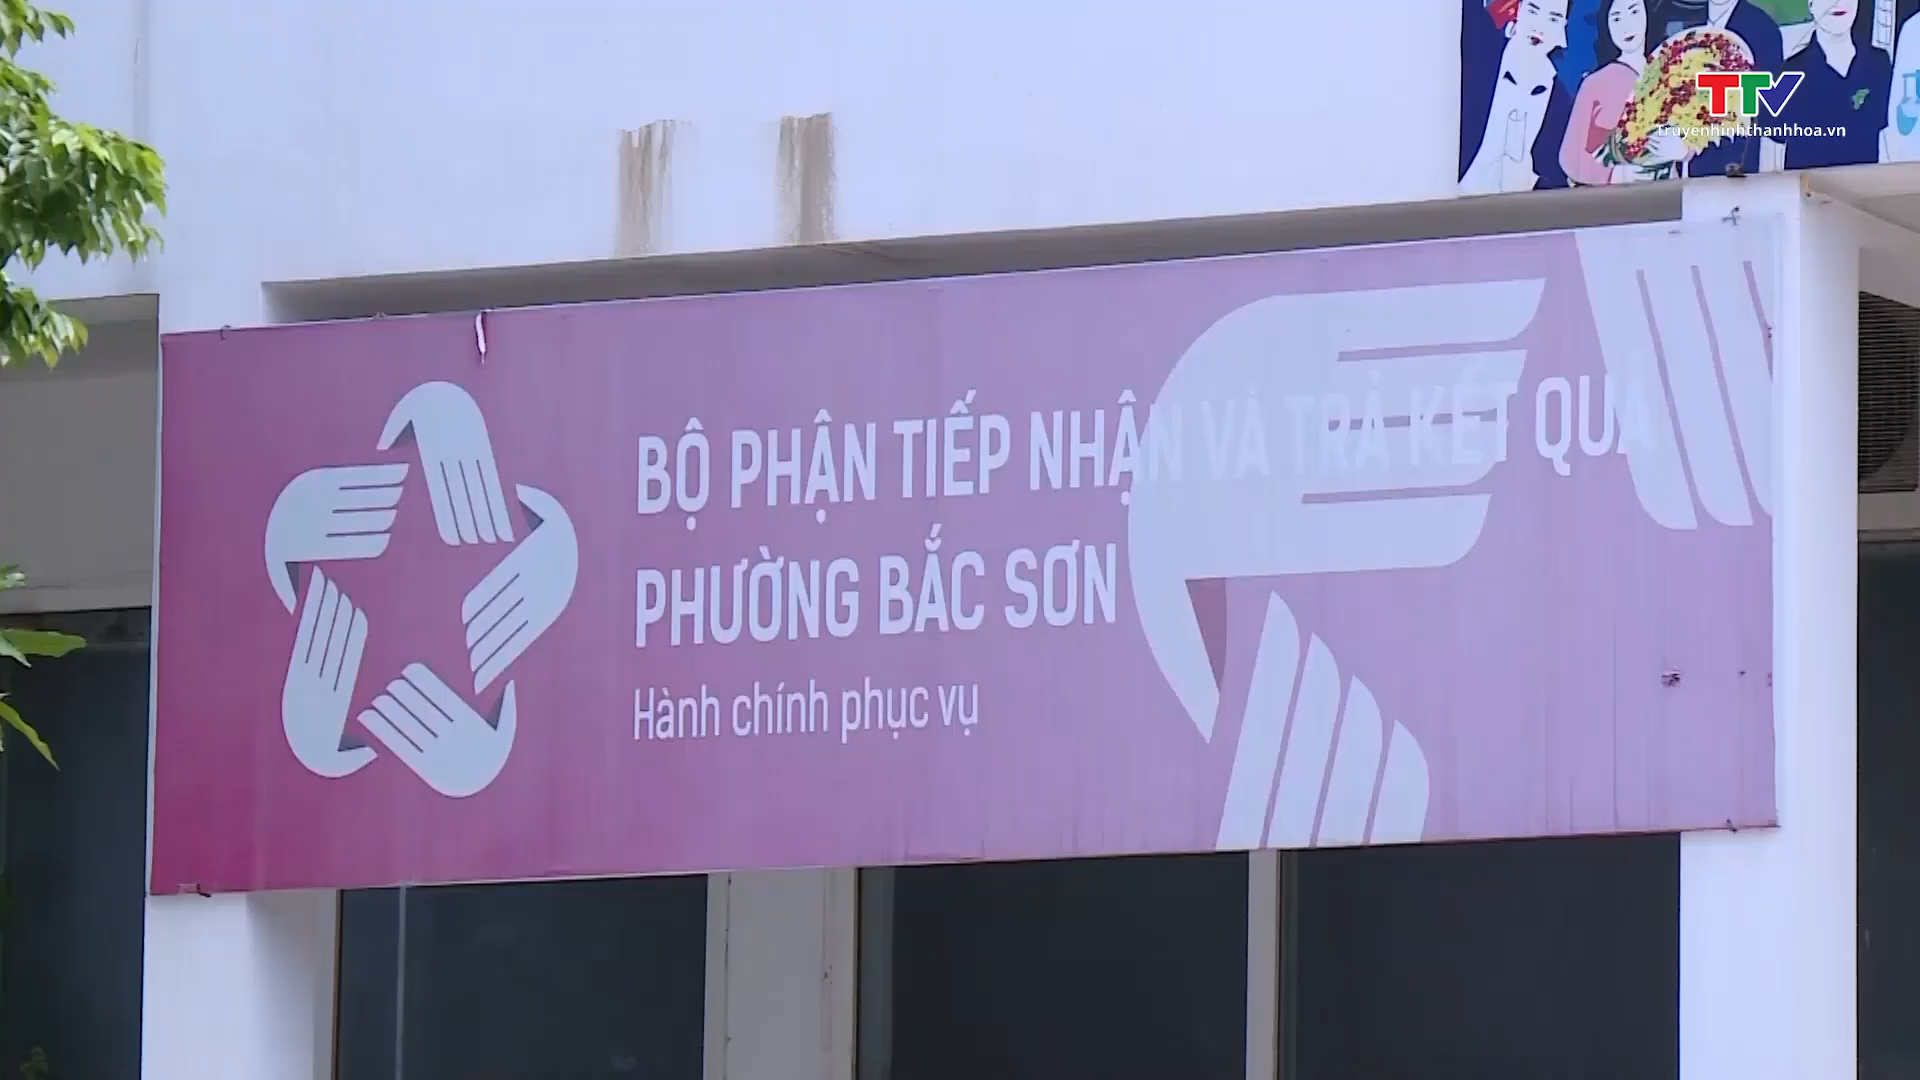 TTV
Truyenhinhthanhhoa.vn
BỘ PHẬN TIẾP NHẬN VÀ TRẢ KẾT QUẢ
PHƯỜNG BẮC SƠN
Hành chính phục vụ